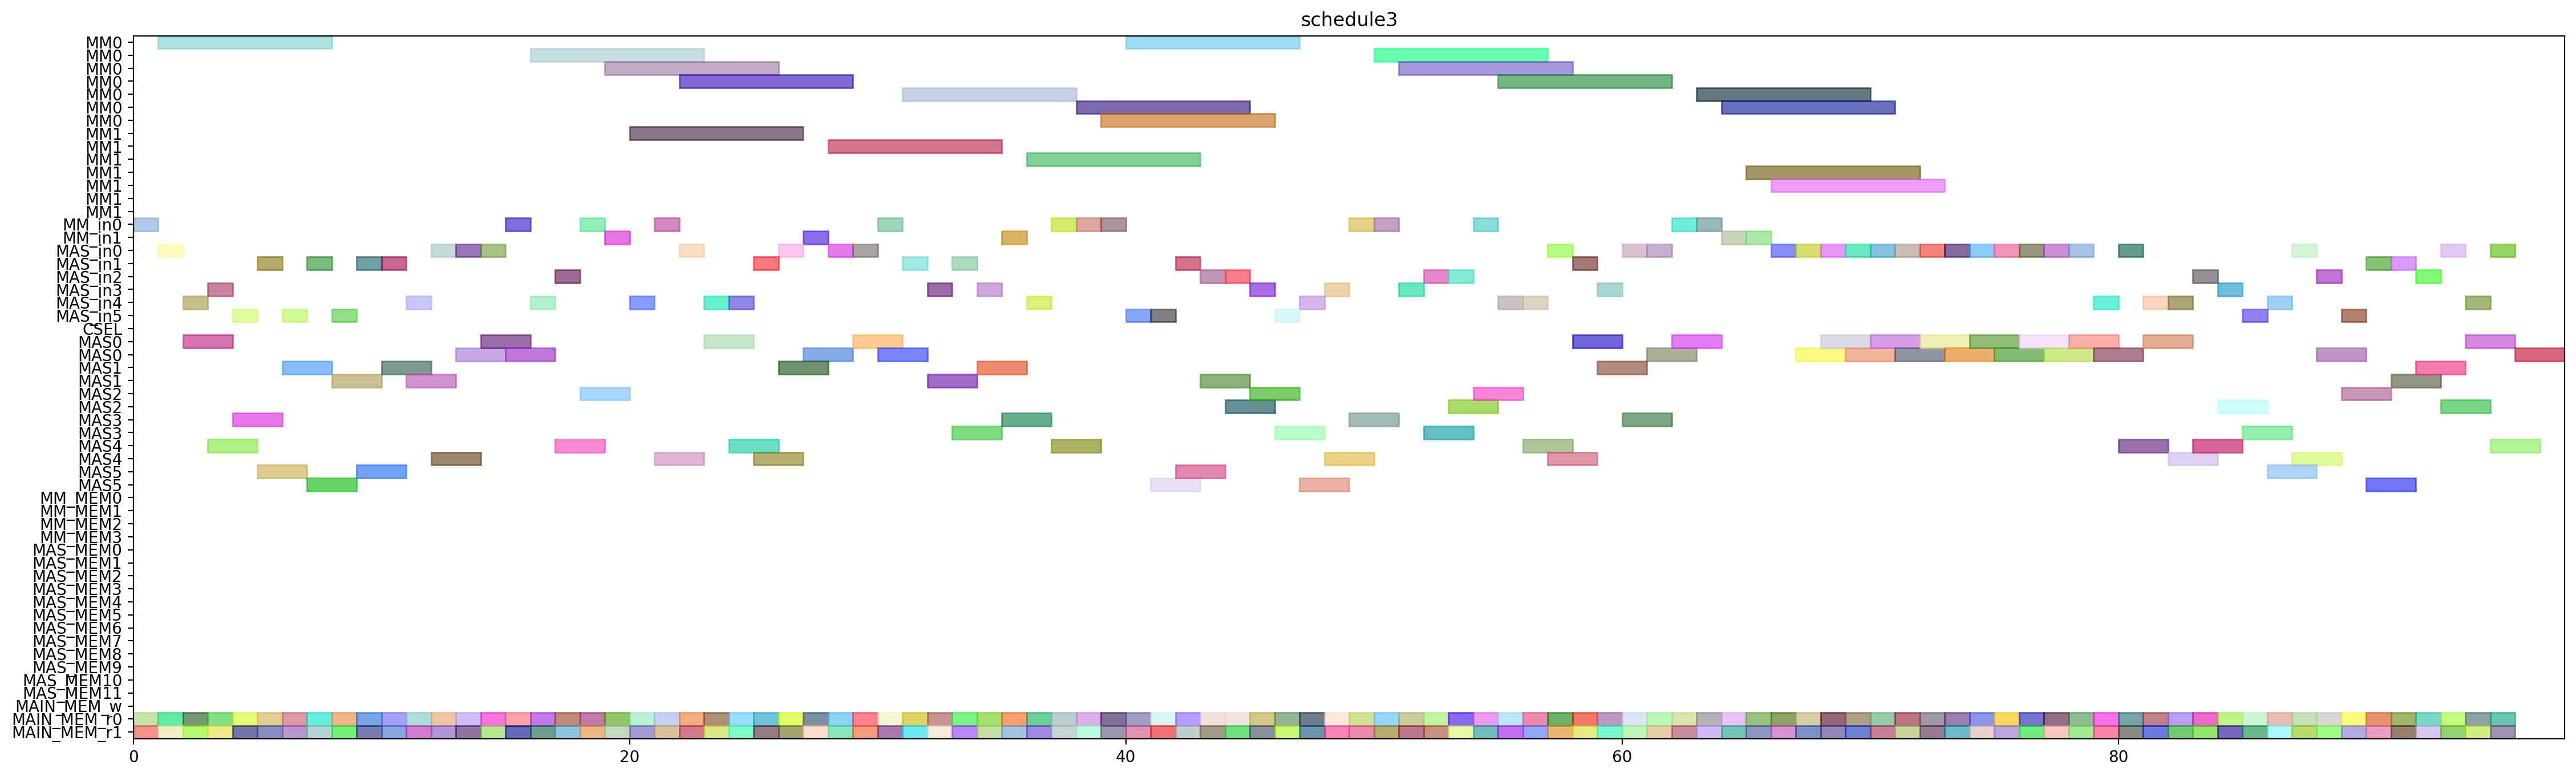 schedule3
MM0
MM0
MM0
MM0
MM0
MM0
MM0
MM1
MM1
MM1
MM1
MM1
MM1
MM1
MM_in0
MM_in1
MAS_in0
MAS_in1
MAS_in2
MAS_in3
MAS_in4
MAS_in5
CSEL
MAS0
MAS0
MAS1
MAS1
MAS2
MAS2
MAS3
MAS3
MAS4
MAS4
MAS5
MAS5
MM_MEM0
MM_MEM1
MM_MEM2
MM_MEM3
MAS_MEM0
MAS_MEM1
MAS_MEM2
MAS_MEM3
MAS_MEM4
MAS_MEM5
MAS_MEM6
MAS_MEM7
MAS_MEM8
MAS_MEM9
MAS_MEM10
MAS_MEM11
MAIN_MEM_w
MAIN_MEM_r0
MAIN_MEM_r1
0 20 40 60 80